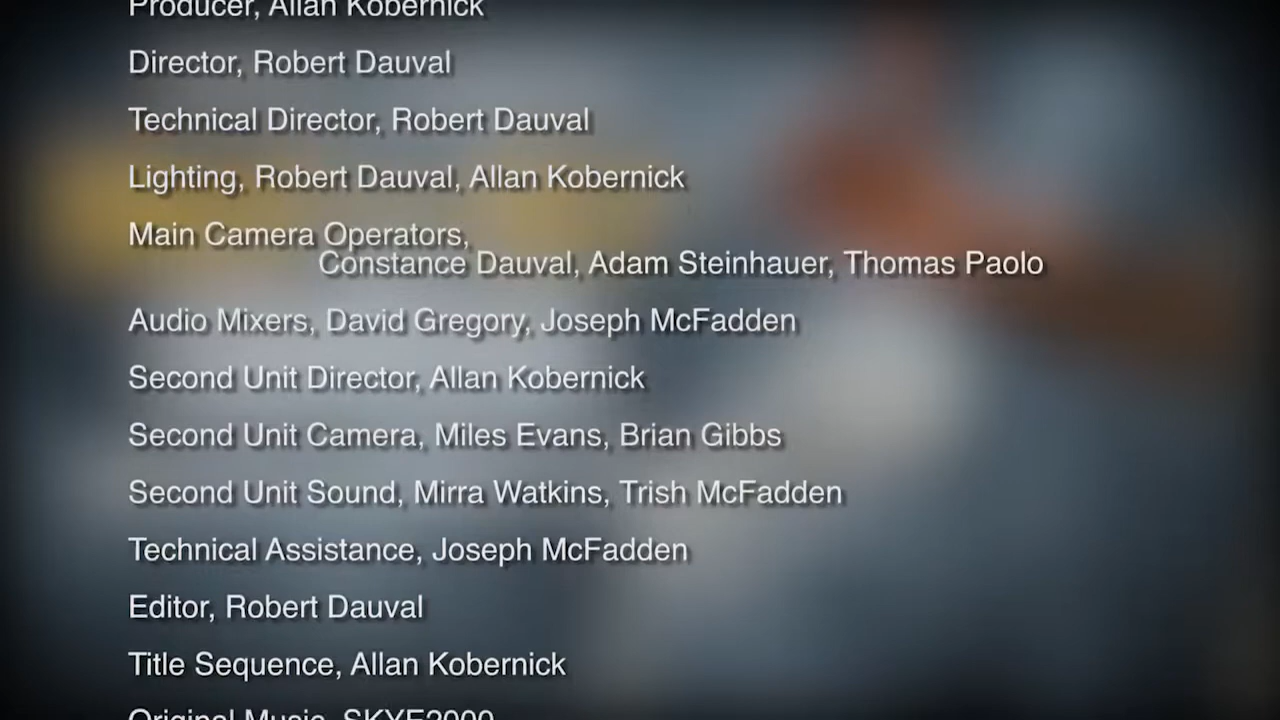 Producer, Allan Kobernick
Director, Robert Dauval
Technical Director, Robert Dauval
Lighting, Robert Dauval, Allan Kobernick
Main Camera Operators,
Constance Dauval, Adam Steinhauer, Thomas Paolo
Audio Mixers, David Gregory, Joseph McFadden
Second Unit Director, Allan Kobernick
Second Unit Camera, Miles Evans, Brian Gibbs
Second Unit Sound, Mirra Watkins, Trish McFadden
Technical Assistance, Joseph McFadden
Editor, Robert Dauval
Title Sequence, Allan Kobernick
Original Music, SKYE2000